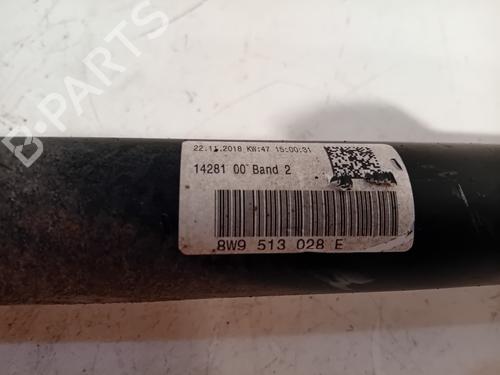 22.11.2018 KW:47 15:00:31
14281 00 Band 2
8W9 513 028 E
B-PARTS